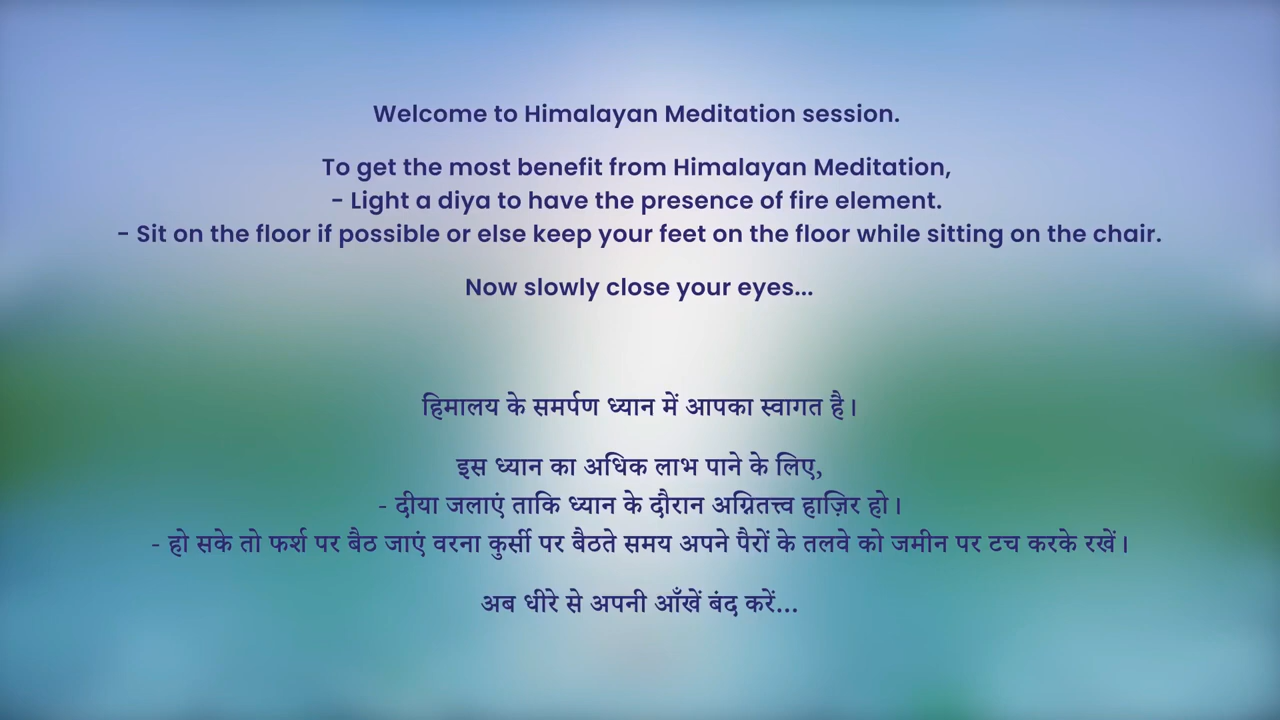 Welcome to Himalayan Meditation session.
To get the most benefit from Himalayan Meditation,
- Light a diya to have the presence of fire element.
- Sit on the floor if possible or else keep your feet on the floor while sitting on the chair.
Now slowly close your eyes...
हिमालय के समर्पण ध्यान में आपका स्वागत है।
इस ध्यान का अधिक लाभ पाने के लिए,
- दीया जलाएं ताकि ध्यान के दौरान अग्नितत्त्व हाज़िर हो।
- हो सके तो फर्श पर बैठ जाएं वरना कुर्सी पर बैठते समय अपने पैरों के तलवे को जमीन पर टच करके रखें।
अब धीरे से अपनी आँखें बंद करें...